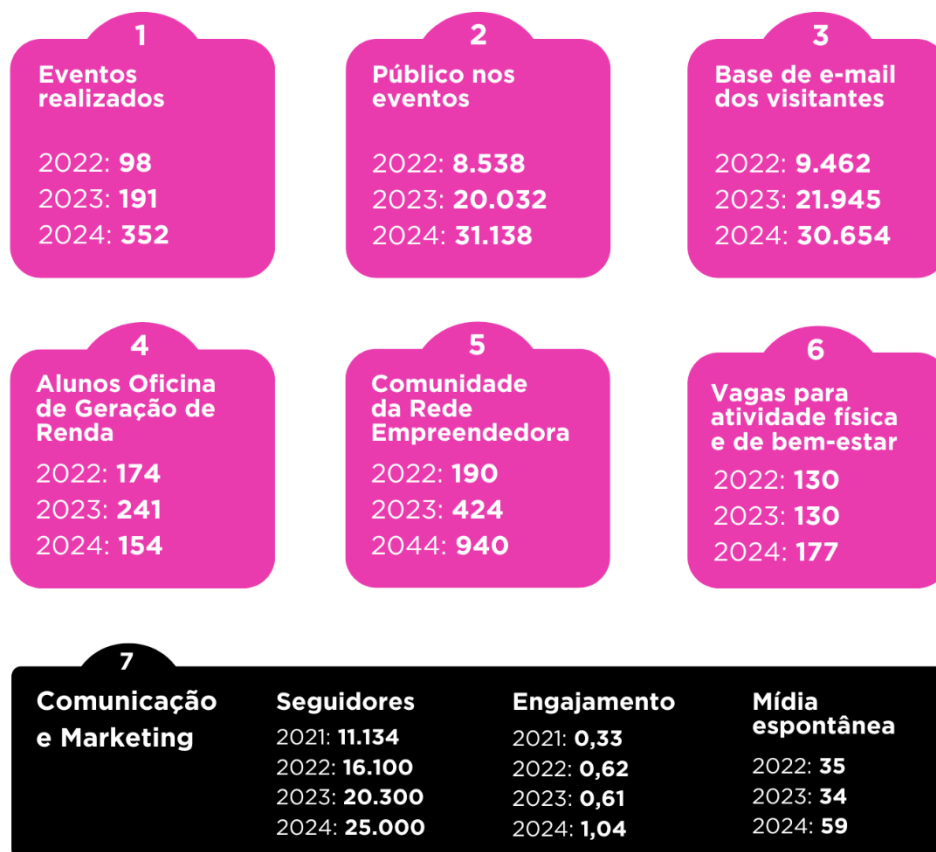 1
Eventos
realizados
2022: 98
2023: 191
2024: 352
2
Público nos
eventos
2022: 8.538
2023: 20.032
2024: 31.138
3
Base de e-mail
dos visitantes
2022: 9.462
2023: 21.945
2024: 30.654
4
Alunos Oficina
de Geração de
Renda
2022: 174
2023: 241
2024: 154
5
Comunidade
da Rede
Empreendedora
2022: 190
2023: 424
2044: 940
6
Vagas para
atividade física
e de bem-estar
2022: 130
2023: 130
2024: 177
7
Comunicação
e Marketing
Seguidores
2021: 11.134
2022: 16.100
2023: 20.300
2024: 25.000
Engajamento
2021: 0,33
2022: 0,62
2023: 0,61
2024: 1,04
Mídia
espontânea
2022: 35
2023: 34
2024: 59